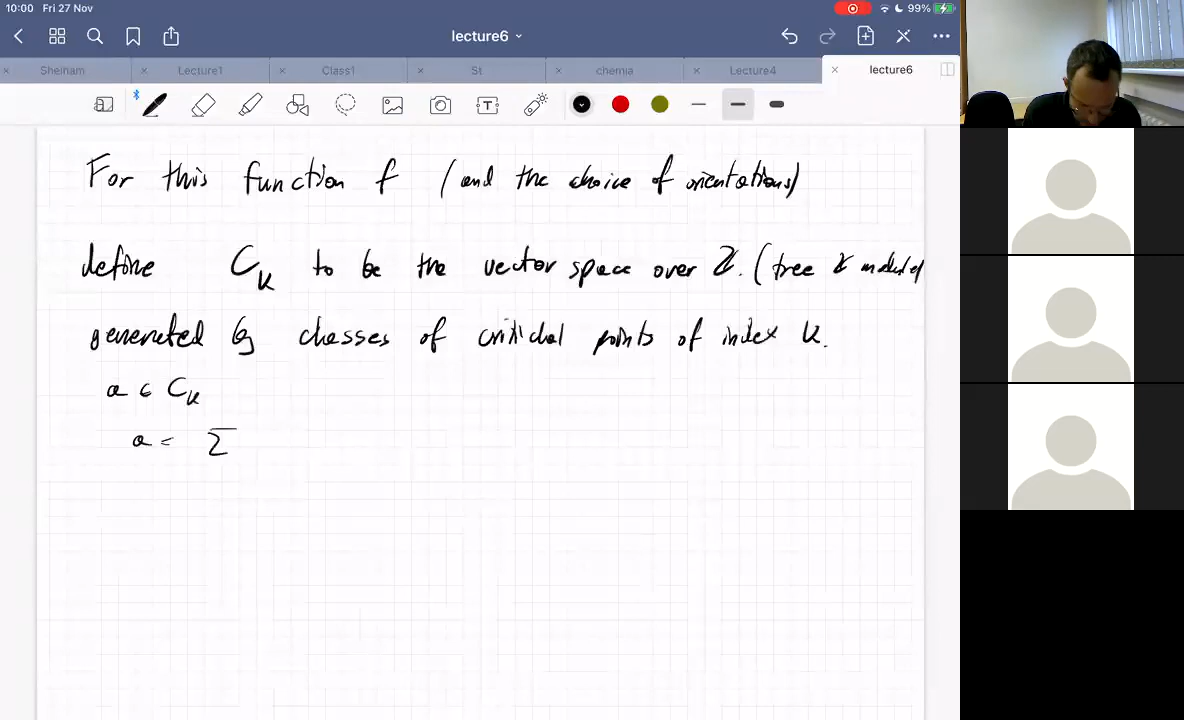 10:00 Fri 27 Nov
99%
lecture6
Sheinam
Lecture1
Class1
St
chemia
Lecture4
lecture6
For this function f (and the choice of orientations)
define C_k to be the vector space over ℤ. (free ℤ module)
generated by classes of critical points of index k.
a ∈ C_k
a = Σ